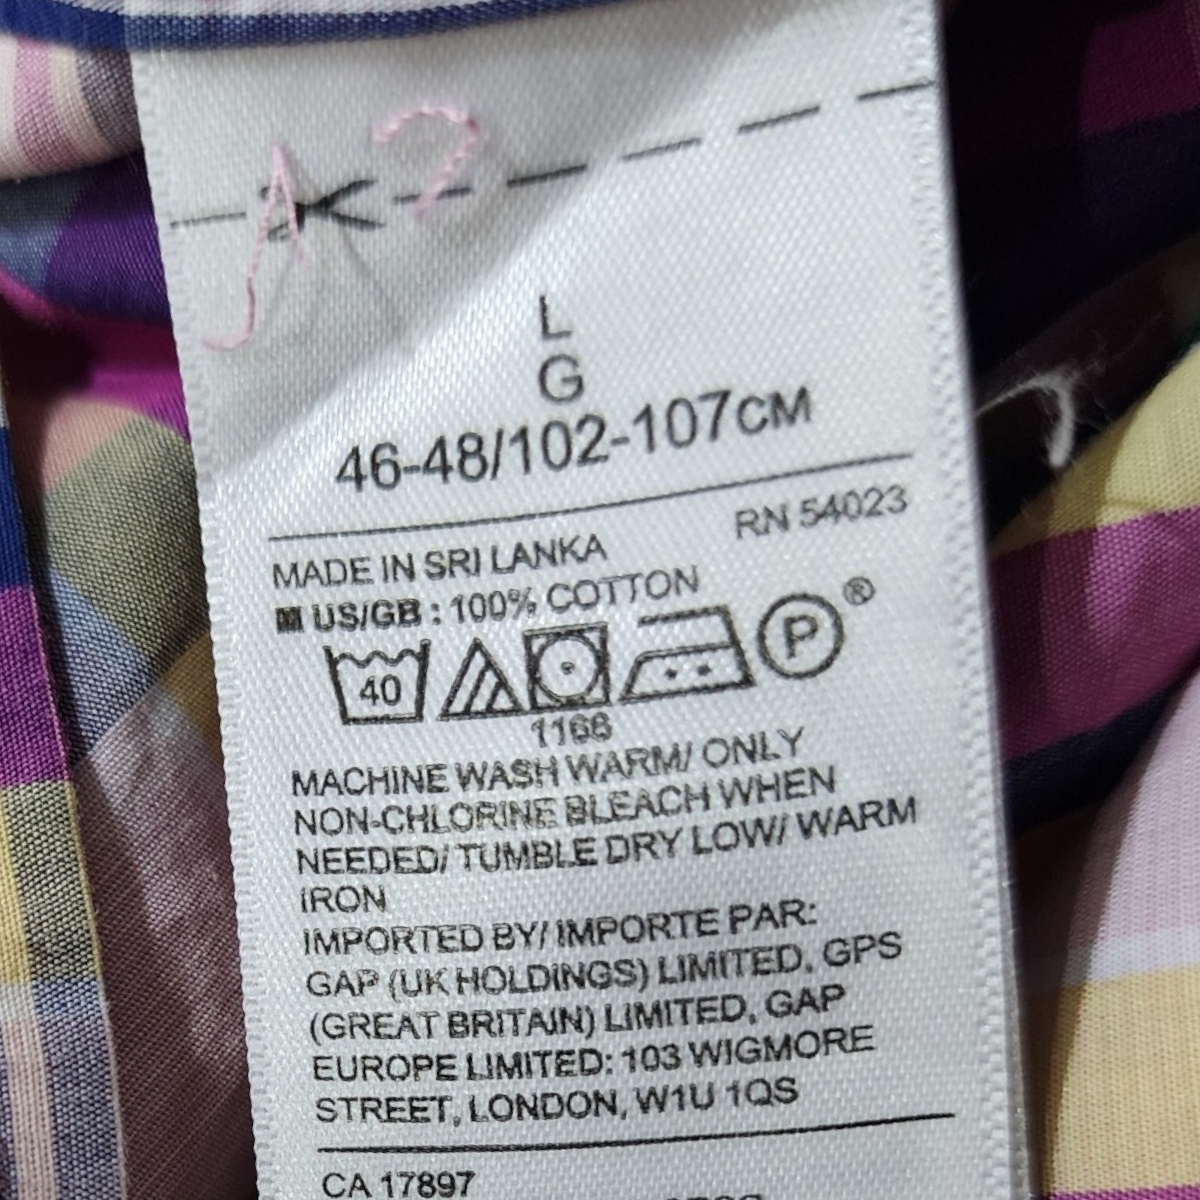 L
G
46-48/102-107CM
RN 54023
MADE IN SRI LANKA
US/GB : 100% COTTON
40
P ®
1166
MACHINE WASH WARM/ ONLY
NON-CHLORINE BLEACH WHEN
NEEDED/ TUMBLE DRY LOW/ WARM
IRON
IMPORTED BY/ IMPORTE PAR:
GAP (UK HOLDINGS) LIMITED, GPS
(GREAT BRITAIN) LIMITED, GAP
EUROPE LIMITED: 103 WIGMORE
STREET, LONDON, W1U 1QS
CA 17897